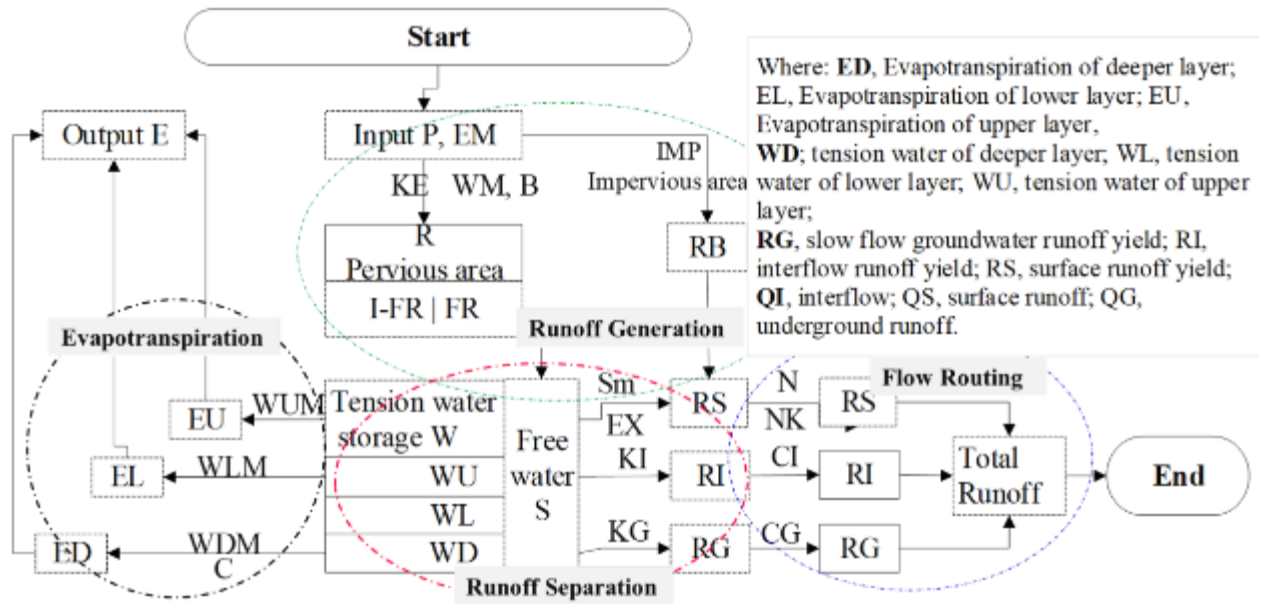 Start
Where: ED, Evapotranspiration of deeper layer;
EL, Evapotranspiration of lower layer; EU,
Evapotranspiration of upper layer,
WD; tension water of deeper layer; WL, tension
water of lower layer; WU, tension water of upper
layer;
RG, slow flow groundwater runoff yield; RI,
interflow runoff yield; RS, surface runoff yield;
QI, interflow; QS, surface runoff; QG,
underground runoff.
Output E
Input P, EM
IMP
Impervious area
KE WM, B
R
Pervious area
RB
I-FR | FR
Evapotranspiration
Runoff Generation
Flow Routing
EU
WUM
Tension water
storage W
Free
water
S
Sm
EX
RS
N
NK
RS
EL
WLM
WU
KI
RI
CI
RI
Total
Runoff
End
WL
ED
WDM
C
WD
KG
RG
CG
RG
Runoff Separation